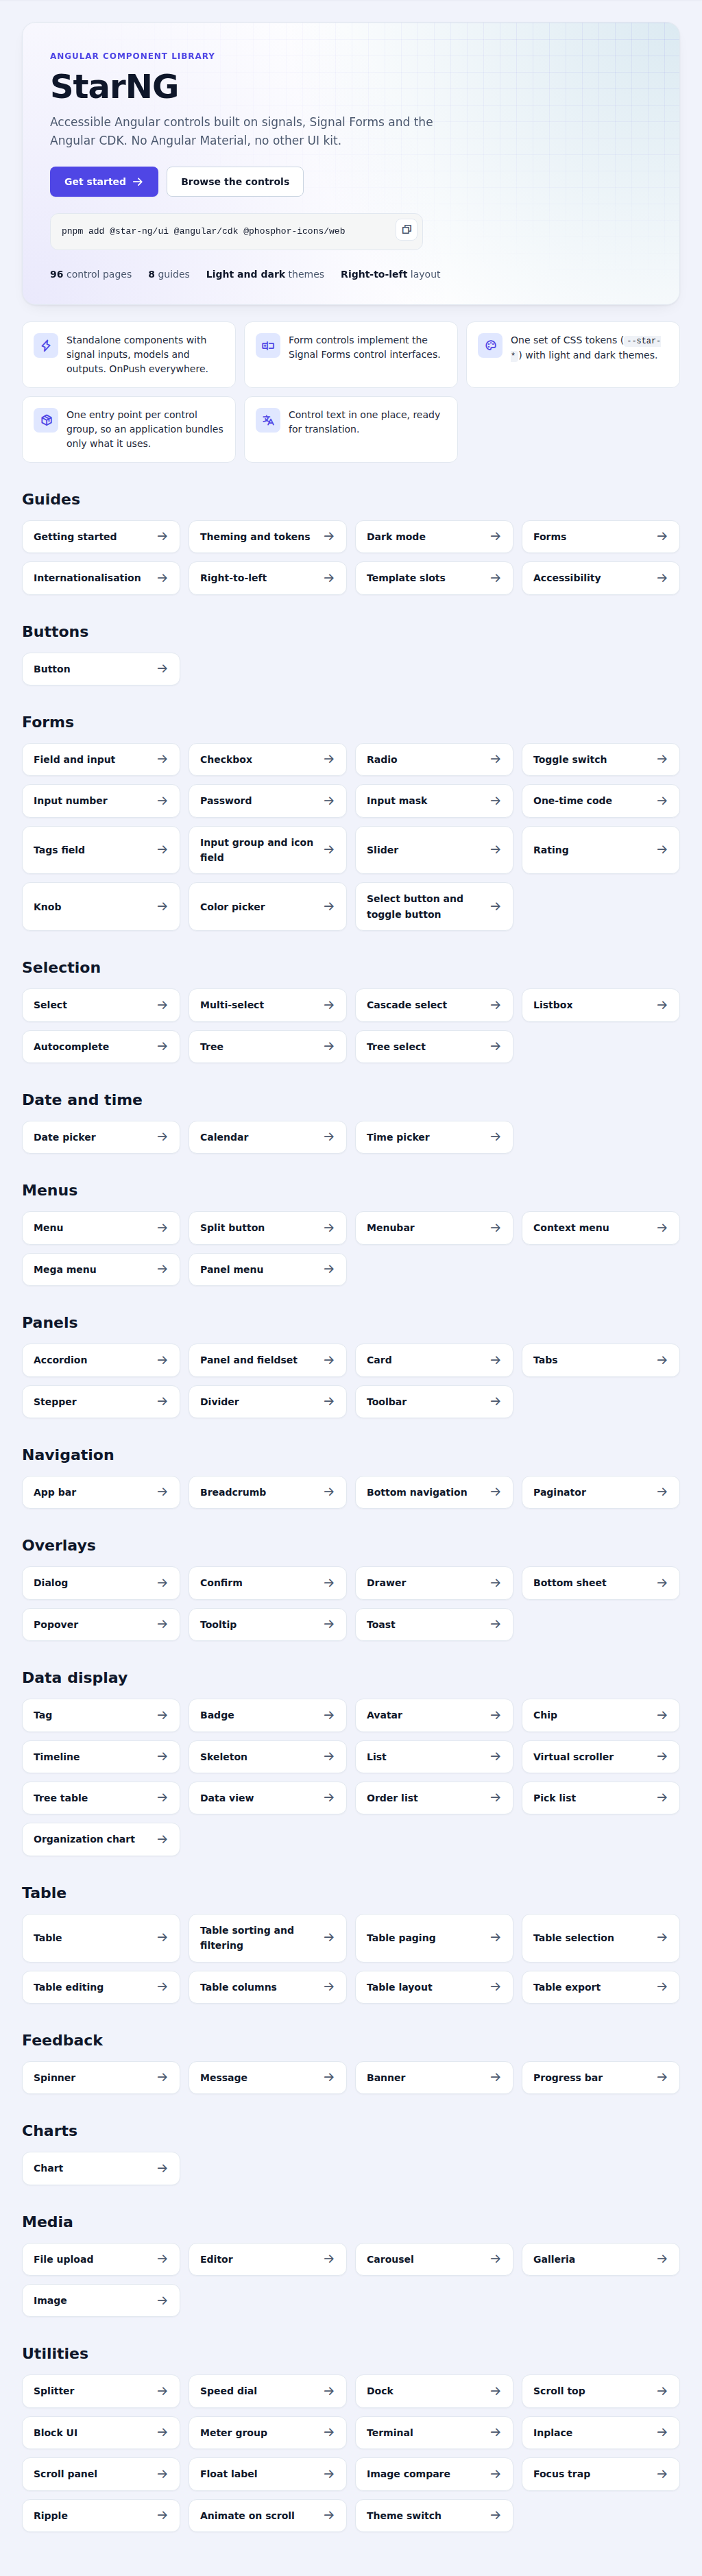 ANGULAR COMPONENT LIBRARY
StarNG
Accessible Angular controls built on signals, Signal Forms and the
Angular CDK. No Angular Material, no other UI kit.
Get started
Browse the controls
pnpm add @star-ng/ui @angular/cdk @phosphor-icons/web
96 control pages 8 guides Light and dark themes Right-to-left layout
Standalone components with
signal inputs, models and
outputs. OnPush everywhere.
Form controls implement the
Signal Forms control interfaces.
One set of CSS tokens (--star-
*) with light and dark themes.
One entry point per control
group, so an application bundles
only what it uses.
Control text in one place, ready
for translation.
Guides
Getting started
Theming and tokens
Dark mode
Forms
Internationalisation
Right-to-left
Template slots
Accessibility
Buttons
Button
Forms
Field and input
Checkbox
Radio
Toggle switch
Input number
Password
Input mask
One-time code
Tags field
Input group and icon
field
Slider
Rating
Knob
Color picker
Select button and
toggle button
Selection
Select
Multi-select
Cascade select
Listbox
Autocomplete
Tree
Tree select
Date and time
Date picker
Calendar
Time picker
Menus
Menu
Split button
Menubar
Context menu
Mega menu
Panel menu
Panels
Accordion
Panel and fieldset
Card
Tabs
Stepper
Divider
Toolbar
Navigation
App bar
Breadcrumb
Bottom navigation
Paginator
Overlays
Dialog
Confirm
Drawer
Bottom sheet
Popover
Tooltip
Toast
Data display
Tag
Badge
Avatar
Chip
Timeline
Skeleton
List
Virtual scroller
Tree table
Data view
Order list
Pick list
Organization chart
Table
Table
Table sorting and
filtering
Table paging
Table selection
Table editing
Table columns
Table layout
Table export
Feedback
Spinner
Message
Banner
Progress bar
Charts
Chart
Media
File upload
Editor
Carousel
Galleria
Image
Utilities
Splitter
Speed dial
Dock
Scroll top
Block UI
Meter group
Terminal
Inplace
Scroll panel
Float label
Image compare
Focus trap
Ripple
Animate on scroll
Theme switch